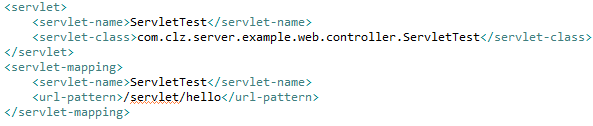 <servlet>
    <servlet-name>ServletTest</servlet-name>
    <servlet-class>com.clz.server.example.web.controller.ServletTest</servlet-class>
</servlet>
<servlet-mapping>
    <servlet-name>ServletTest</servlet-name>
    <url-pattern>/servlet/hello</url-pattern>
</servlet-mapping>